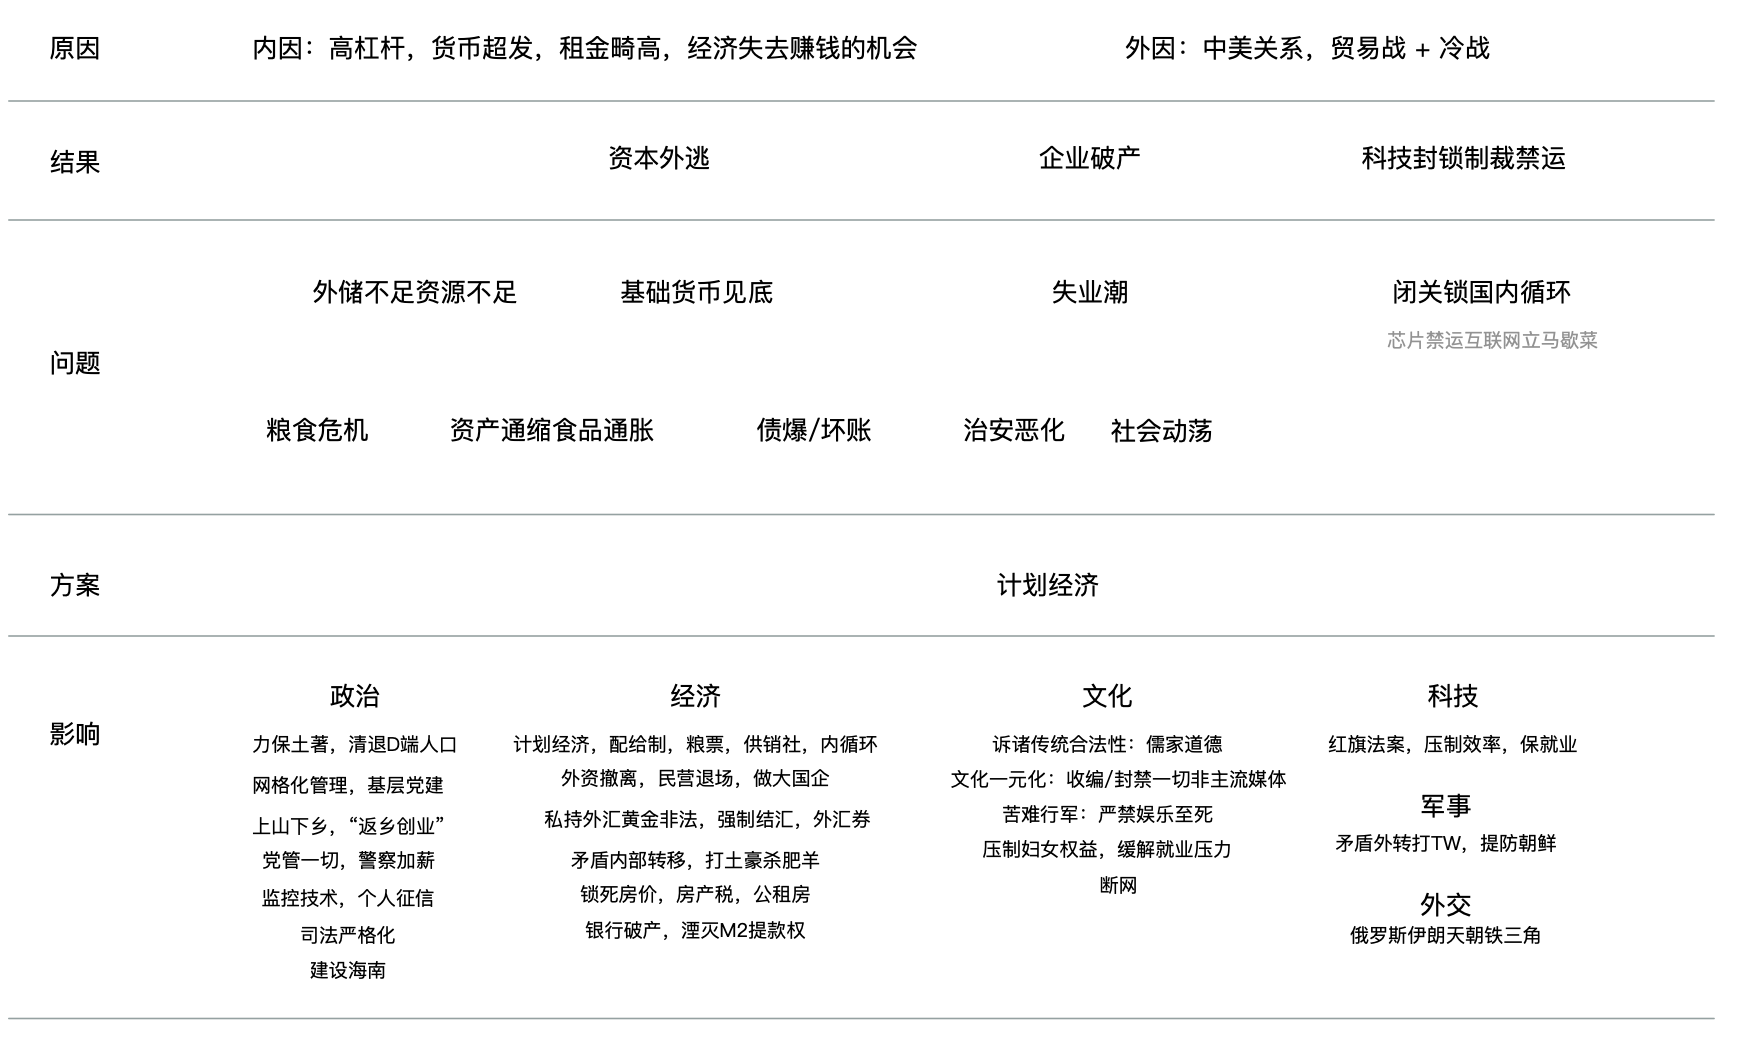 原因
内因：高杠杆，货币超发，租金畸高，经济失去赚钱的机会
外因：中美关系，贸易战 + 冷战
结果
资本外逃
企业破产
科技封锁制裁禁运
问题
外储不足资源不足
基础货币见底
失业潮
闭关锁国内循环
芯片禁运互联网立马歇菜
粮食危机
资产通缩食品通胀
债爆/坏账
治安恶化
社会动荡
方案
计划经济
影响
政治
力保土著，清退D端人口
网格化管理，基层党建
上山下乡，“返乡创业”
党管一切，警察加薪
监控技术，个人征信
司法严格化
建设海南
经济
计划经济，配给制，粮票，供销社，内循环
外资撤离，民营退场，做大国企
私持外汇黄金非法，强制结汇，外汇券
矛盾内部转移，打土豪杀肥羊
锁死房价，房产税，公租房
银行破产，湮灭M2提款权
文化
诉诸传统合法性：儒家道德
文化一元化：收编/封禁一切非主流媒体
苦难行军：严禁娱乐至死
压制妇女权益，缓解就业压力
断网
科技
红旗法案，压制效率，保就业
军事
矛盾外转打TW，提防朝鲜
外交
俄罗斯伊朗天朝铁三角